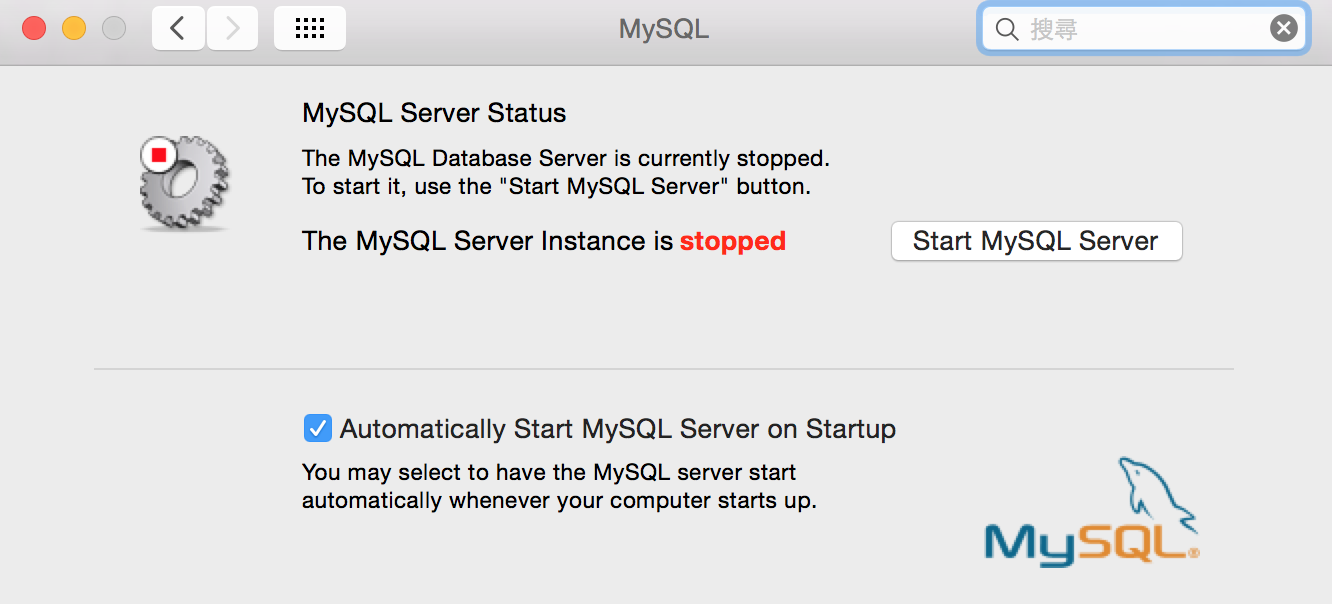 MySQL
搜尋
MySQL Server Status
The MySQL Database Server is currently stopped.
To start it, use the "Start MySQL Server" button.
The MySQL Server Instance is stopped
Start MySQL Server
Automatically Start MySQL Server on Startup
You may select to have the MySQL server start
automatically whenever your computer starts up.
MySQL®